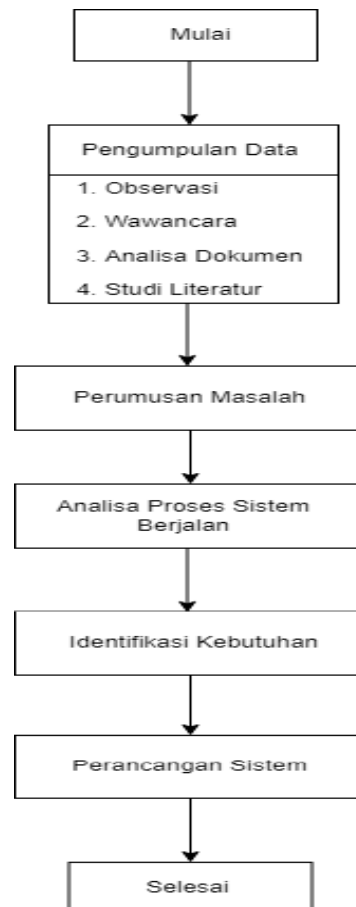 Mulai
Pengumpulan Data
1. Observasi
2. Wawancara
3. Analisa Dokumen
4. Studi Literatur
Perumusan Masalah
Analisa Proses Sistem
Berjalan
Identifikasi Kebutuhan
Perancangan Sistem
Selesai